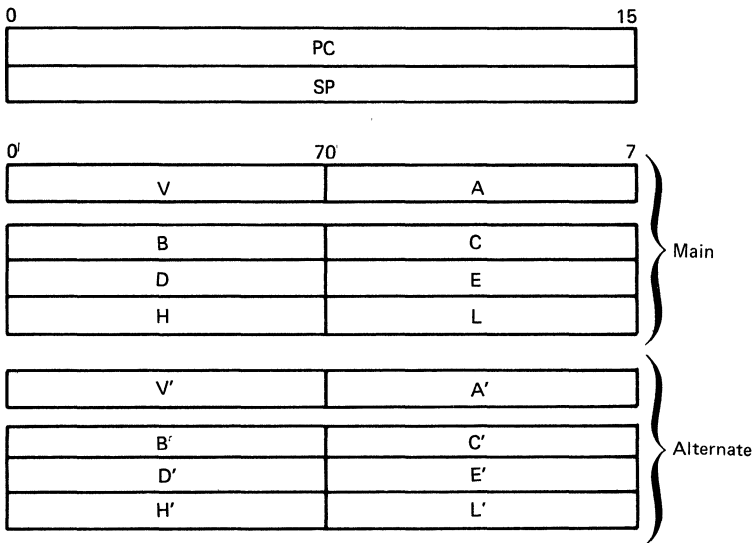 0 15
PC
SP
0 70 7
V A
B C
D E
H L
Main
V' A'
B' C'
D' E'
H' L'
Alternate